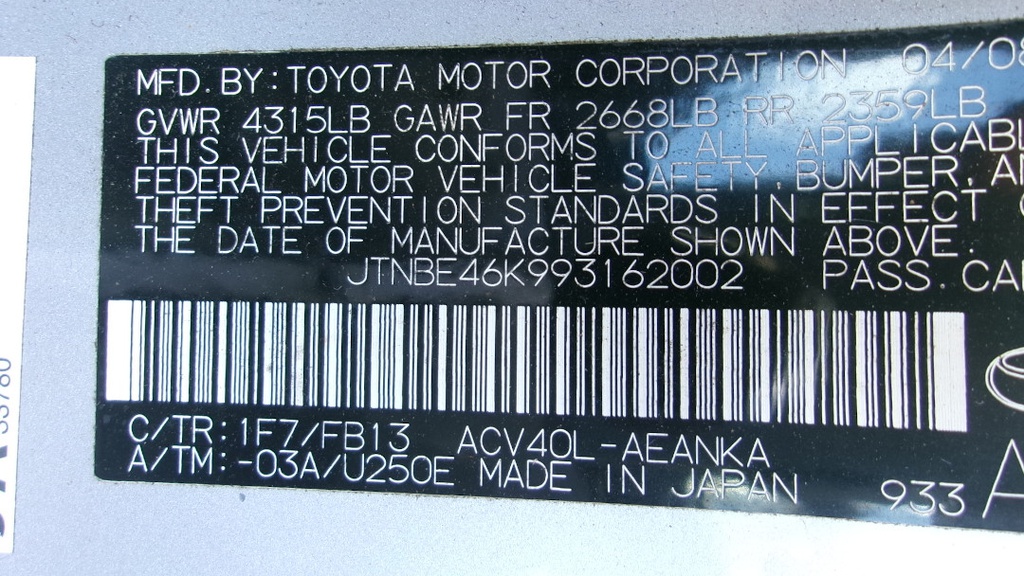 MFD.BY:TOYOTA MOTOR CORPORATION 04/08
GVWR 4315LB GAWR FR 2668LB RR 2359LB
THIS VEHICLE CONFORMS TO ALL APPLICABL
FEDERAL MOTOR VEHICLE SAFETY,BUMPER,
THEFT PREVENTION STANDARDS IN EFFECT
THE DATE OF MANUFACTURE SHOWN ABOVE.
JTNBE46K993162002 PASS.CA
C/TR:1F7/FB13 ACV40L-AEANKA
A/TM:-03A/U250E MADE IN JAPAN 933 A